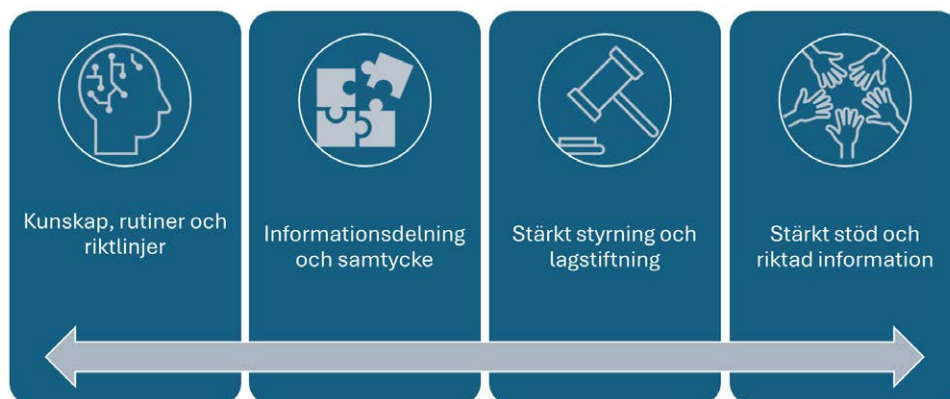 Kunskap, rutiner och
riktlinjer
Informationsdelning
och samtycke
Stärkt styrning och
lagstiftning
Stärkt stöd och
riktad information